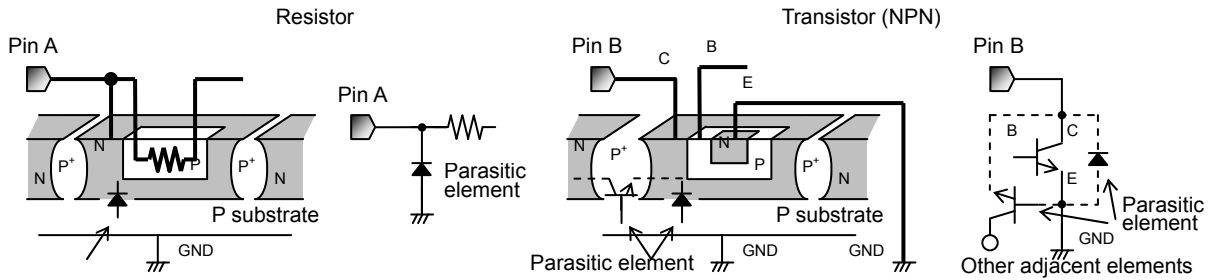 Resistor
Transistor (NPN)
Pin A
Pin B
C
B
E
Pin B
Pin A
N
P+
N
P
P+
N
Parasitic
element
P substrate
GND
N
P+
N
P
P+
N
P substrate
GND
GND
Parasitic element
B
C
E
Parasitic
element
GND
Other adjacent elements